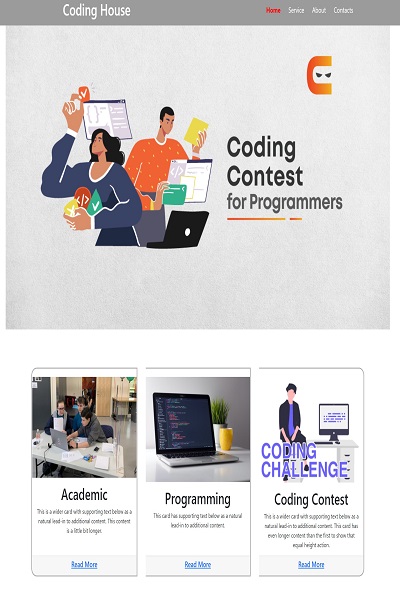 Coding House
Home Service About Contacts
Coding
Contest
for Programmers
CODING
CHALLENGE
Academic
This is a wider card with supporting text below as a
natural lead-in to additional content. This content
is a little bit longer.
Read More
Programming
This card has supporting text below as a natural
lead-in to additional content.
Read More
Coding Contest
This is a wider card with supporting text below as a
natural lead-in to additional content. This card has
even longer content than the first to show that
equal height action.
Read More